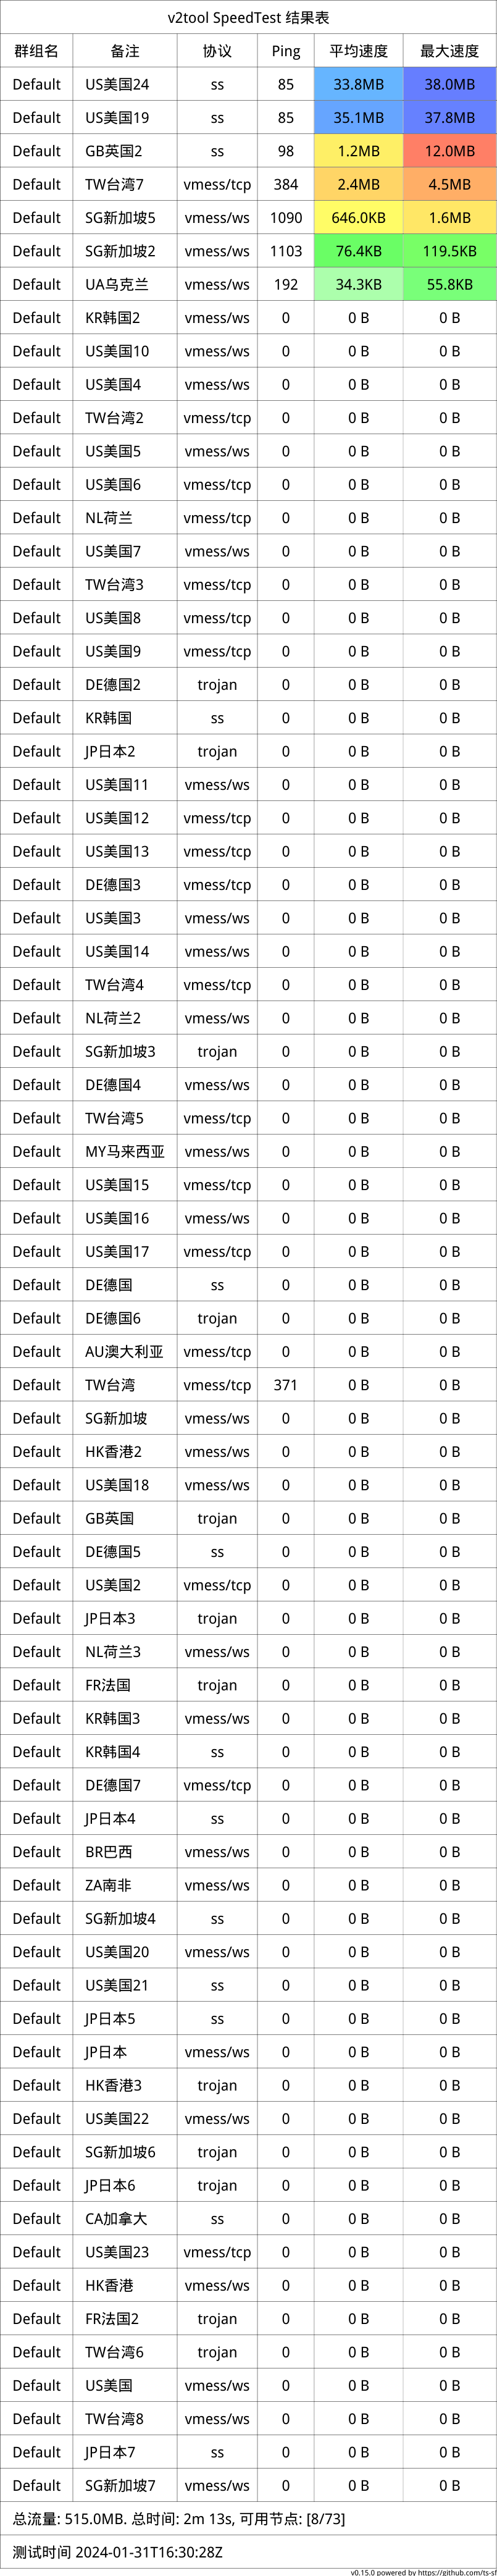 v2tool SpeedTest 结果表
群组名 备注 协议 Ping 平均速度 最大速度
Default US美国24 ss 85 33.8MB 38.0MB
Default US美国19 ss 85 35.1MB 37.8MB
Default GB英国2 ss 98 1.2MB 12.0MB
Default TW台湾7 vmess/tcp 384 2.4MB 4.5MB
Default SG新加坡5 vmess/ws 1090 646.0KB 1.6MB
Default SG新加坡2 vmess/ws 1103 76.4KB 119.5KB
Default UA乌克兰 vmess/ws 192 34.3KB 55.8KB
Default KR韩国2 vmess/ws 0 0 B 0 B
Default US美国10 vmess/ws 0 0 B 0 B
Default US美国4 vmess/ws 0 0 B 0 B
Default TW台湾2 vmess/tcp 0 0 B 0 B
Default US美国5 vmess/ws 0 0 B 0 B
Default US美国6 vmess/tcp 0 0 B 0 B
Default NL荷兰 vmess/tcp 0 0 B 0 B
Default US美国7 vmess/ws 0 0 B 0 B
Default TW台湾3 vmess/tcp 0 0 B 0 B
Default US美国8 vmess/tcp 0 0 B 0 B
Default US美国9 vmess/tcp 0 0 B 0 B
Default DE德国2 trojan 0 0 B 0 B
Default KR韩国 ss 0 0 B 0 B
Default JP日本2 trojan 0 0 B 0 B
Default US美国11 vmess/ws 0 0 B 0 B
Default US美国12 vmess/tcp 0 0 B 0 B
Default US美国13 vmess/tcp 0 0 B 0 B
Default DE德国3 vmess/tcp 0 0 B 0 B
Default US美国3 vmess/ws 0 0 B 0 B
Default US美国14 vmess/ws 0 0 B 0 B
Default TW台湾4 vmess/tcp 0 0 B 0 B
Default NL荷兰2 vmess/ws 0 0 B 0 B
Default SG新加坡3 trojan 0 0 B 0 B
Default DE德国4 vmess/ws 0 0 B 0 B
Default TW台湾5 vmess/tcp 0 0 B 0 B
Default MY马来西亚 vmess/ws 0 0 B 0 B
Default US美国15 vmess/tcp 0 0 B 0 B
Default US美国16 vmess/ws 0 0 B 0 B
Default US美国17 vmess/tcp 0 0 B 0 B
Default DE德国 ss 0 0 B 0 B
Default DE德国6 trojan 0 0 B 0 B
Default AU澳大利亚 vmess/tcp 0 0 B 0 B
Default TW台湾 vmess/tcp 371 0 B 0 B
Default SG新加坡 vmess/ws 0 0 B 0 B
Default HK香港2 vmess/ws 0 0 B 0 B
Default US美国18 vmess/ws 0 0 B 0 B
Default GB英国 trojan 0 0 B 0 B
Default DE德国5 ss 0 0 B 0 B
Default US美国2 vmess/tcp 0 0 B 0 B
Default JP日本3 trojan 0 0 B 0 B
Default NL荷兰3 vmess/ws 0 0 B 0 B
Default FR法国 trojan 0 0 B 0 B
Default KR韩国3 vmess/ws 0 0 B 0 B
Default KR韩国4 ss 0 0 B 0 B
Default DE德国7 vmess/tcp 0 0 B 0 B
Default JP日本4 ss 0 0 B 0 B
Default BR巴西 vmess/ws 0 0 B 0 B
Default ZA南非 vmess/ws 0 0 B 0 B
Default SG新加坡4 ss 0 0 B 0 B
Default US美国20 vmess/ws 0 0 B 0 B
Default US美国21 ss 0 0 B 0 B
Default JP日本5 ss 0 0 B 0 B
Default JP日本 vmess/ws 0 0 B 0 B
Default HK香港3 trojan 0 0 B 0 B
Default US美国22 vmess/ws 0 0 B 0 B
Default SG新加坡6 trojan 0 0 B 0 B
Default JP日本6 trojan 0 0 B 0 B
Default CA加拿大 ss 0 0 B 0 B
Default US美国23 vmess/tcp 0 0 B 0 B
Default HK香港 vmess/ws 0 0 B 0 B
Default FR法国2 trojan 0 0 B 0 B
Default TW台湾6 trojan 0 0 B 0 B
Default US美国 vmess/ws 0 0 B 0 B
Default TW台湾8 vmess/ws 0 0 B 0 B
Default JP日本7 ss 0 0 B 0 B
Default SG新加坡7 vmess/ws 0 0 B 0 B
总流量: 515.0MB. 总时间: 2m 13s, 可用节点: [8/73]
测试时间 2024-01-31T16:30:28Z
v0.15.0 powered by https://github.com/ts-sf